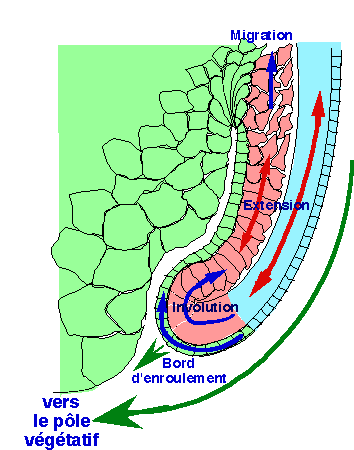 Migration
Extension
Involution
Bord
d'enroulement
vers
le pôle
végétatif